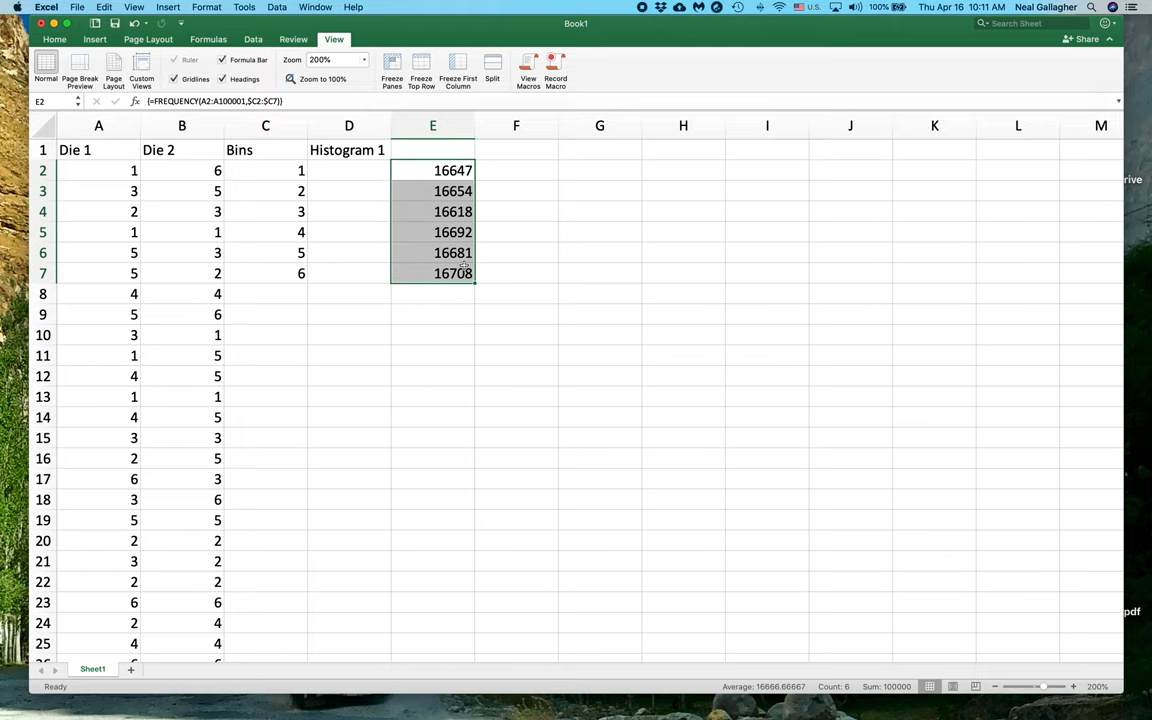 Excel File Edit View Insert Format Tools Data Window Help U.S. 100% Thu Apr 16 10:11 AM Neal Gallagher
Book1 Search Sheet
Home Insert Page Layout Formulas Data Review View Share
Ruler Formula Bar Zoom 200%
Gridlines Headings Zoom to 100%
Normal Page Break Preview Page Layout Custom Views Freeze Panes Freeze Top Row Freeze First Column Split View Macros Record Macro
E2 fx {=FREQUENCY(A2:A100001,$C2:$C7)}
A B C D E F G H I J K L M
1 Die 1 Die 2 Bins Histogram 1
2 1 6 1 16647
3 3 5 2 16654
4 2 3 3 16618
5 1 1 4 16692
6 5 3 5 16681
7 5 2 6 16708
8 4 4
9 5 6
10 3 1
11 1 5
12 4 5
13 1 1
14 4 5
15 3 3
16 2 5
17 6 3
18 3 6
19 5 5
20 2 2
21 3 2
22 2 2
23 6 6
24 2 4
25 4 4
rive
pdf
Sheet1
Ready Average: 16666.66667 Count: 6 Sum: 100000 200%